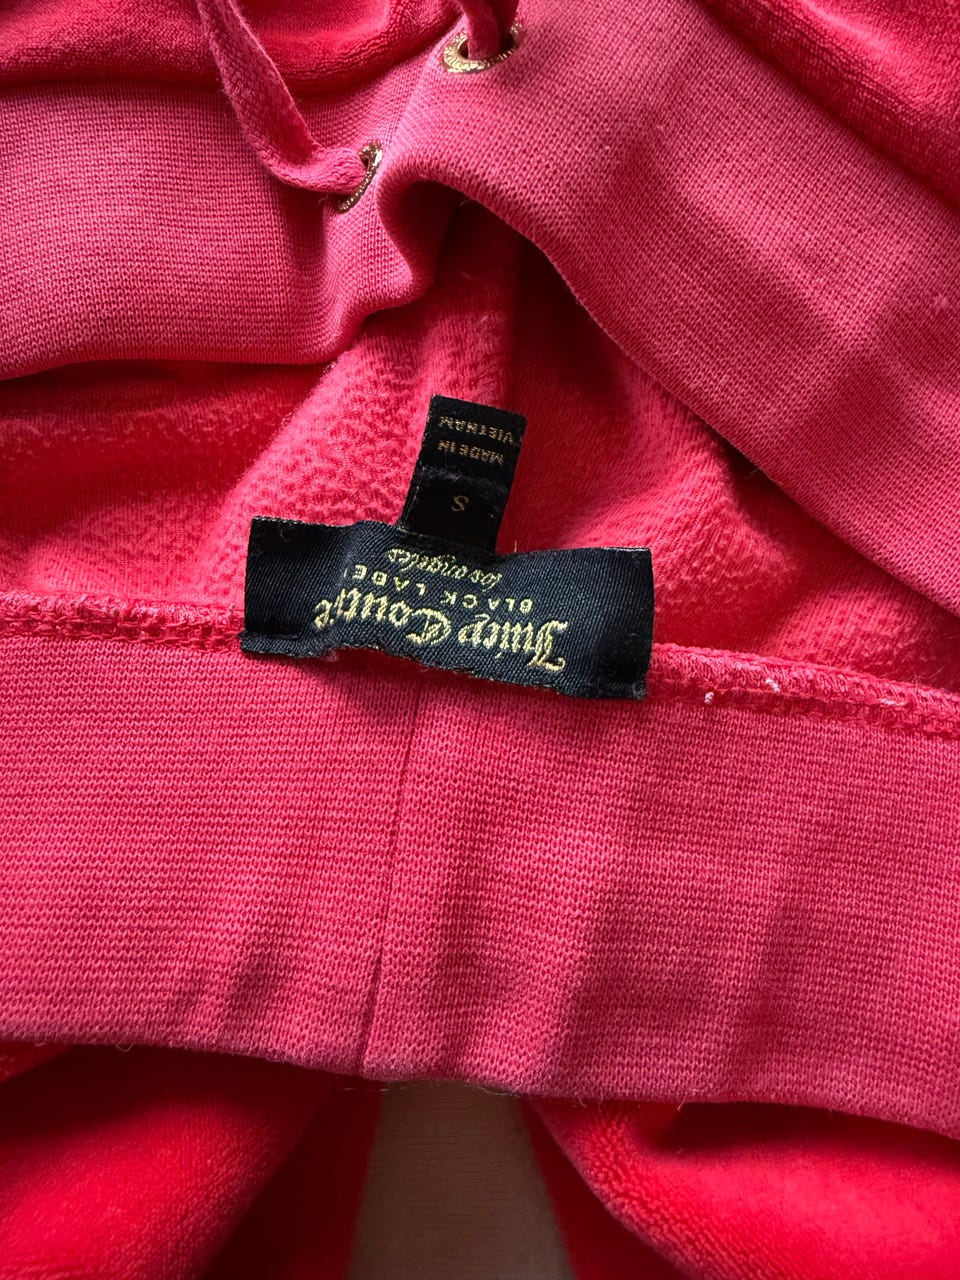 Juicy Couture
BLACK LABEL
Los Angeles
S
MADE IN
VIETNAM